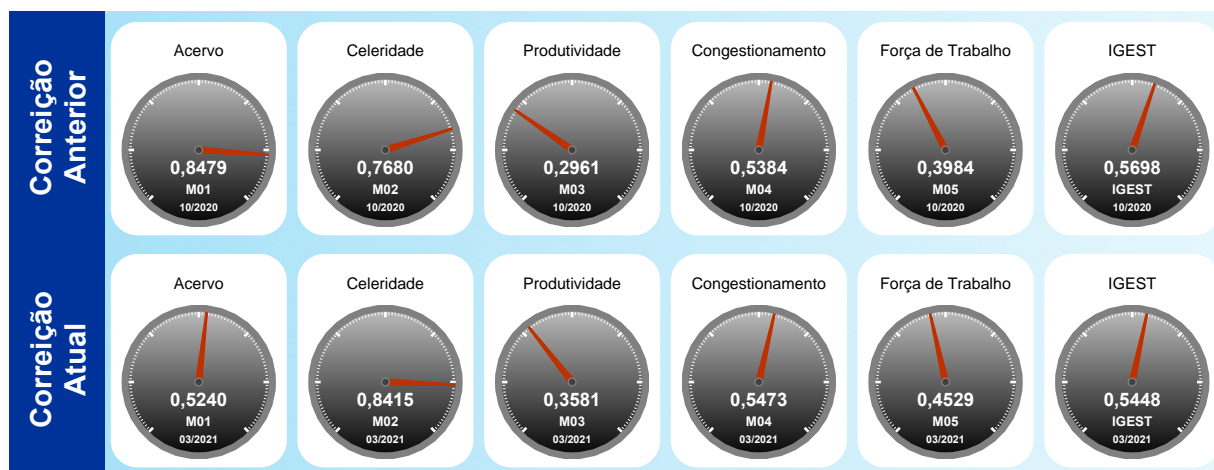 Correição
Anterior
Acervo
0,8479
M01
10/2020
Celeridade
0,7680
M02
10/2020
Produtividade
0,2961
M03
10/2020
Congestionamento
0,5384
M04
10/2020
Força de Trabalho
0,3984
M05
10/2020
IGEST
0,5698
IGEST
10/2020
Correição
Atual
Acervo
0,5240
M01
03/2021
Celeridade
0,8415
M02
03/2021
Produtividade
0,3581
M03
03/2021
Congestionamento
0,5473
M04
03/2021
Força de Trabalho
0,4529
M05
03/2021
IGEST
0,5448
IGEST
03/2021